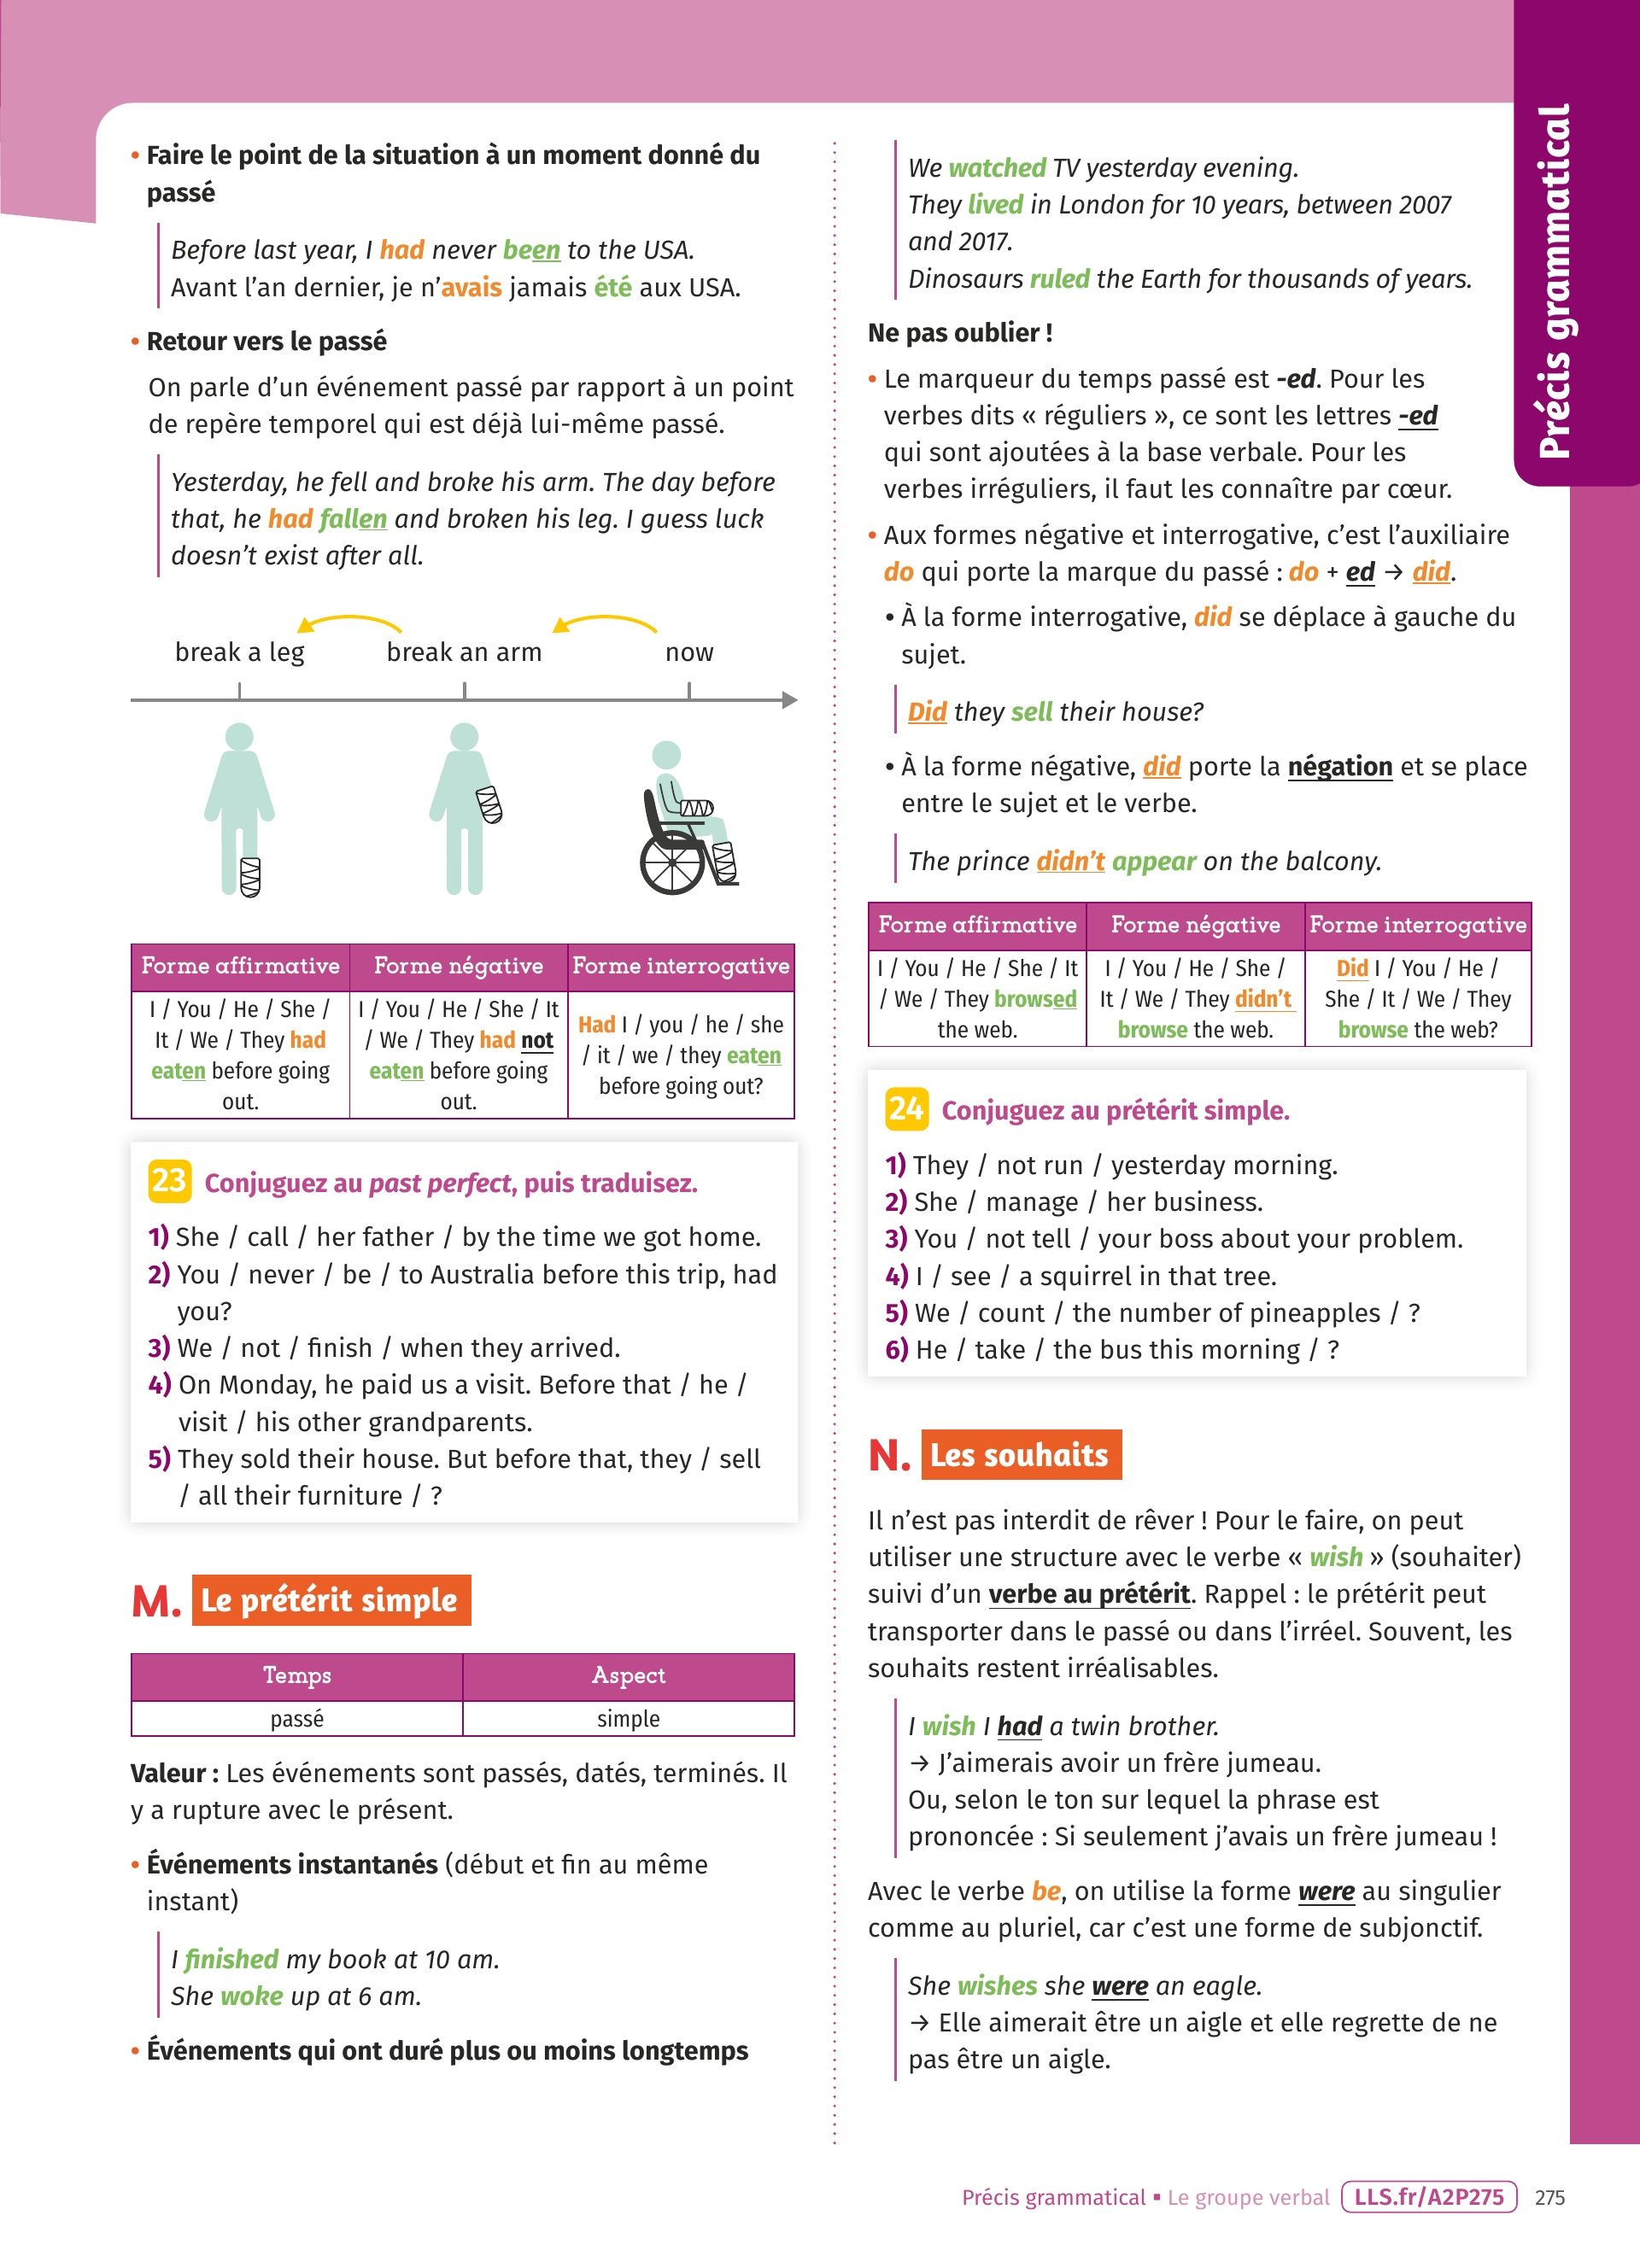 Précis grammatical
• Faire le point de la situation à un moment donné du
passé
Before last year, I had never been to the USA.
Avant l’an dernier, je n’avais jamais été aux USA.
• Retour vers le passé
On parle d’un événement passé par rapport à un point
de repère temporel qui est déjà lui-même passé.
Yesterday, he fell and broke his arm. The day before
that, he had fallen and broken his leg. I guess luck
doesn’t exist after all.
break a leg break an arm now
Forme affirmative Forme négative Forme interrogative
I / You / He / She /
It / We / They had
eaten before going
out.
I / You / He / She / It
/ We / They had not
eaten before going
out.
Had I / you / he / she
/ it / we / they eaten
before going out?
23 Conjuguez au past perfect, puis traduisez.
1) She / call / her father / by the time we got home.
2) You / never / be / to Australia before this trip, had
you?
3) We / not / finish / when they arrived.
4) On Monday, he paid us a visit. Before that / he /
visit / his other grandparents.
5) They sold their house. But before that, they / sell
/ all their furniture / ?
M. Le prétérit simple
Temps Aspect
passé simple
Valeur : Les événements sont passés, datés, terminés. Il
y a rupture avec le présent.
• Événements instantanés (début et fin au même
instant)
I finished my book at 10 am.
She woke up at 6 am.
• Événements qui ont duré plus ou moins longtemps
We watched TV yesterday evening.
They lived in London for 10 years, between 2007
and 2017.
Dinosaurs ruled the Earth for thousands of years.
Ne pas oublier !
• Le marqueur du temps passé est -ed. Pour les
verbes dits « réguliers », ce sont les lettres -ed
qui sont ajoutées à la base verbale. Pour les
verbes irréguliers, il faut les connaître par cœur.
• Aux formes négative et interrogative, c’est l’auxiliaire
do qui porte la marque du passé : do + ed → did.
• À la forme interrogative, did se déplace à gauche du
sujet.
Did they sell their house?
• À la forme négative, did porte la négation et se place
entre le sujet et le verbe.
The prince didn’t appear on the balcony.
Forme affirmative Forme négative Forme interrogative
I / You / He / She / It
/ We / They browsed
the web.
I / You / He / She /
It / We / They didn’t
browse the web.
Did I / You / He /
She / It / We / They
browse the web?
24 Conjuguez au prétérit simple.
1) They / not run / yesterday morning.
2) She / manage / her business.
3) You / not tell / your boss about your problem.
4) I / see / a squirrel in that tree.
5) We / count / the number of pineapples / ?
6) He / take / the bus this morning / ?
N. Les souhaits
Il n’est pas interdit de rêver ! Pour le faire, on peut
utiliser une structure avec le verbe « wish » (souhaiter)
suivi d’un verbe au prétérit. Rappel : le prétérit peut
transporter dans le passé ou dans l’irréel. Souvent, les
souhaits restent irréalisables.
I wish I had a twin brother.
→ J’aimerais avoir un frère jumeau.
Ou, selon le ton sur lequel la phrase est
prononcée : Si seulement j’avais un frère jumeau !
Avec le verbe be, on utilise la forme were au singulier
comme au pluriel, car c’est une forme de subjonctif.
She wishes she were an eagle.
→ Elle aimerait être un aigle et elle regrette de ne
pas être un aigle.
Précis grammatical ▪ Le groupe verbal LLS.fr/A2P275 275